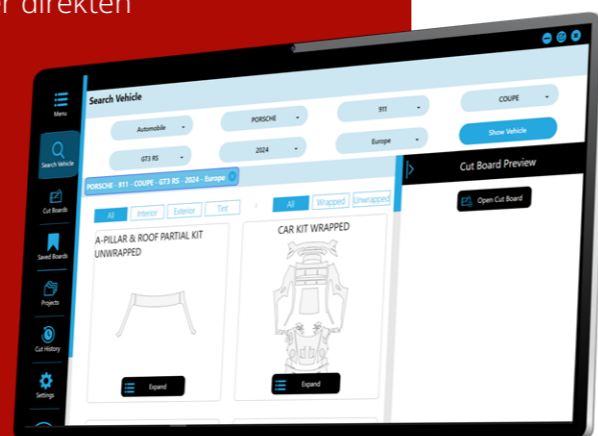 er direkten
Menu
Search Vehicle
Search Vehicle
Automobile
PORSCHE
911
COUPE
GT3 RS
2024
Europe
Show Vehicle
PORSCHE - 911 - COUPE - GT3 RS - 2024 - Europe
All Interior Exterior Tint : All Wrapped Unwrapped
A-PILLAR & ROOF PARTIAL KIT
UNWRAPPED
Expand
CAR KIT WRAPPED
Expand
Cut Board Preview
Open Cut Board
Cut Boards
Saved Boards
Projects
Cut History
Settings